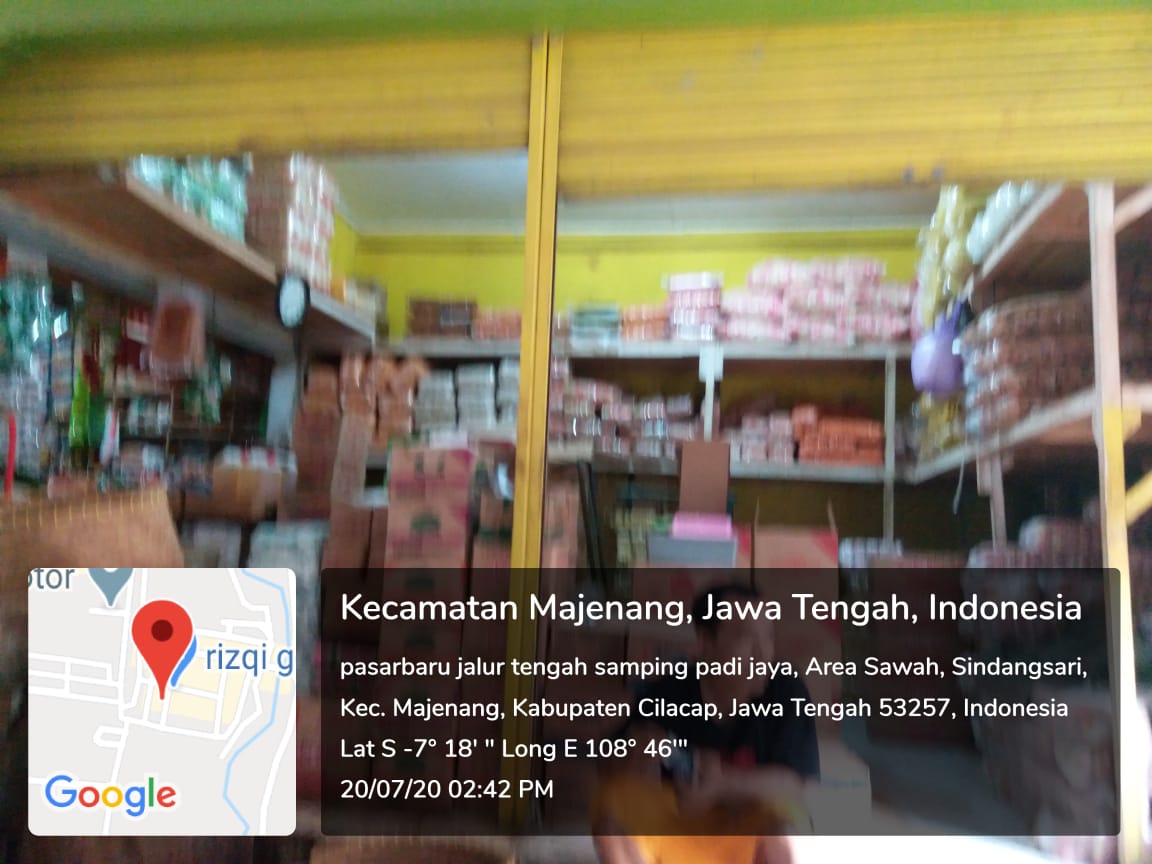 otor
rizqi g
Google
Kecamatan Majenang, Jawa Tengah, Indonesia
pasarbaru jalur tengah samping padi jaya, Area Sawah, Sindangsari,
Kec. Majenang, Kabupaten Cilacap, Jawa Tengah 53257, Indonesia
Lat S -7° 18' " Long E 108° 46'"
20/07/20 02:42 PM